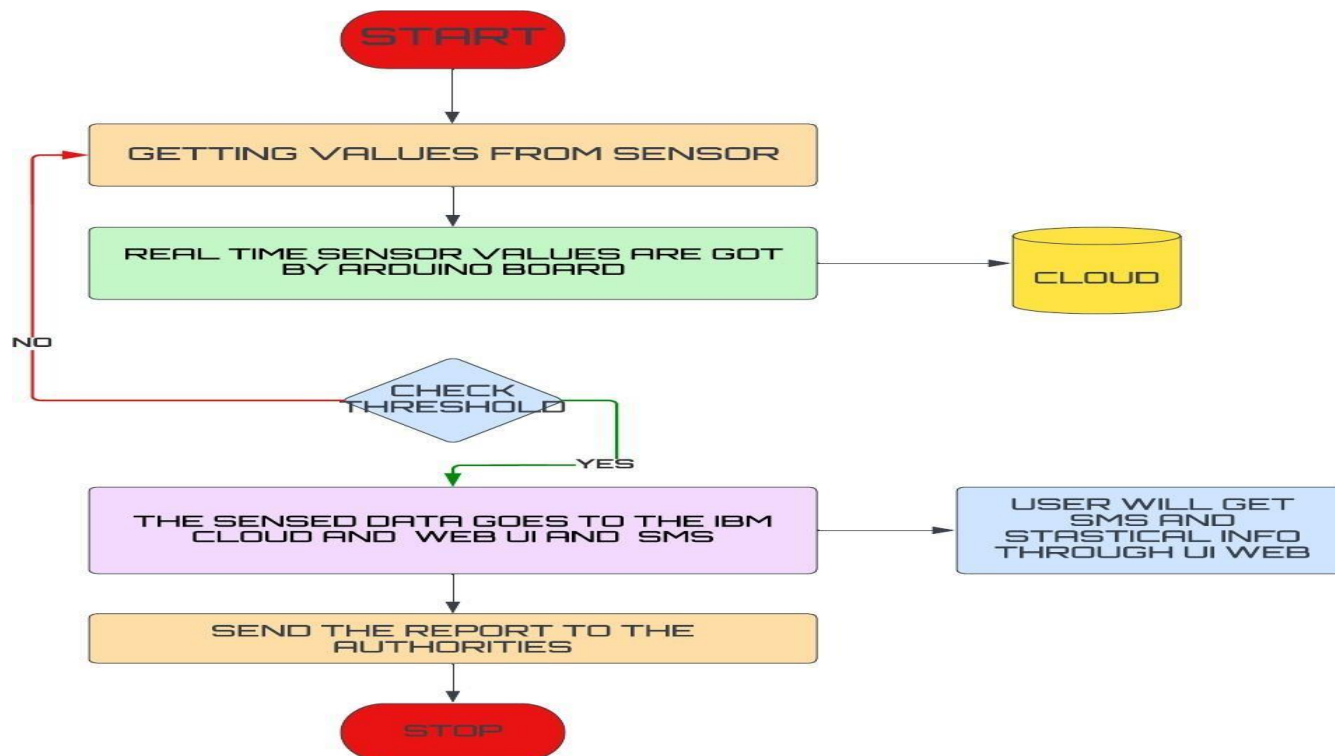 START
GETTING VALUES FROM SENSOR
REAL TIME SENSOR VALUES ARE GOT
BY ARDUINO BOARD
CLOUD
NO
CHECK
THRESHOLD
YES
THE SENSED DATA GOES TO THE IBM
CLOUD AND WEB UI AND SMS
USER WILL GET
SMS AND
STASTICAL INFO
THROUGH UI WEB
SEND THE REPORT TO THE
AUTHORITIES
STOP